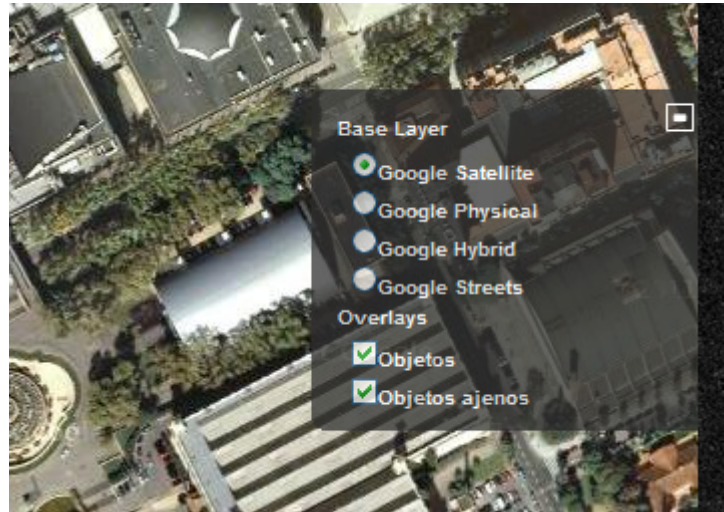 Base Layer
Google Satellite
Google Physical
Google Hybrid
Google Streets
Overlays
Objetos
Objetos ajenos